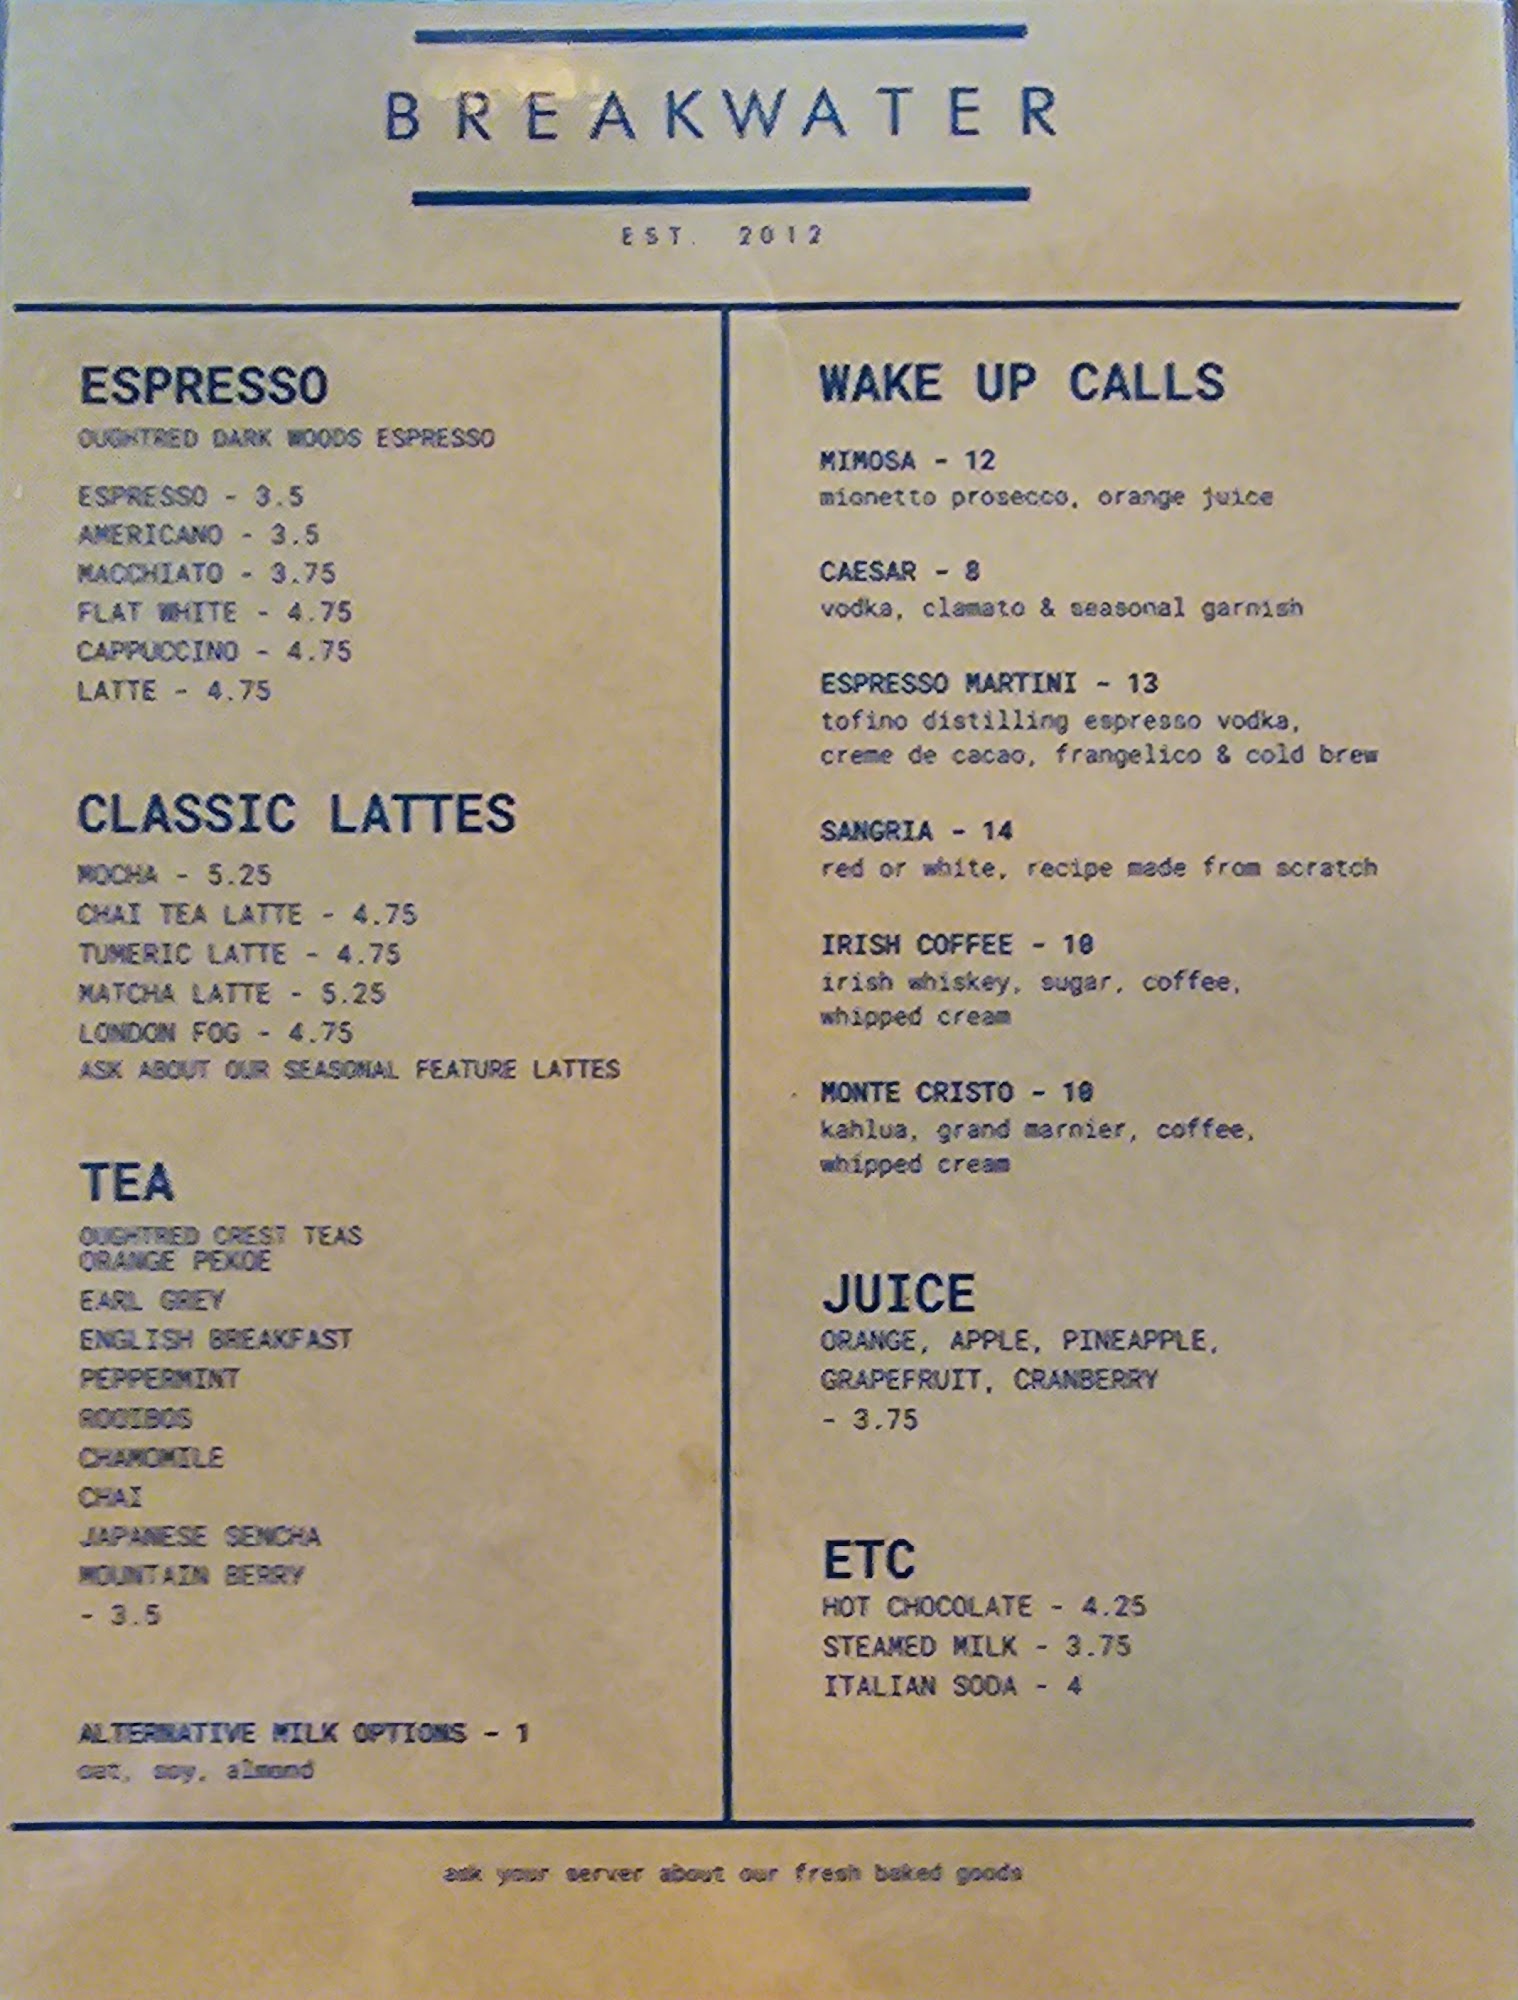 BREAKWATER
EST. 2012
ESPRESSO
OUGHTRED DARK WOODS ESPRESSO
ESPRESSO - 3.5
AMERICANO - 3.5
MACCHIATO - 3.75
FLAT WHITE - 4.75
CAPPUCCINO - 4.75
LATTE - 4.75
CLASSIC LATTES
MOCHA - 5.25
CHAI TEA LATTE - 4.75
TUMERIC LATTE - 4.75
MATCHA LATTE - 5.25
LONDON FOG - 4.75
ASK ABOUT OUR SEASONAL FEATURE LATTES
TEA
OUGHTRED CREST TEAS
ORANGE PEKOE
EARL GREY
ENGLISH BREAKFAST
PEPPERMINT
ROOIBOS
CHAMOMILE
CHAI
JAPANESE SENCHA
MOUNTAIN BERRY
- 3.5
ALTERNATIVE MILK OPTIONS - 1
oat, soy, almond
WAKE UP CALLS
MIMOSA - 12
mionetto prosecco, orange juice
CAESAR - 8
vodka, clamato & seasonal garnish
ESPRESSO MARTINI - 13
tofino distilling espresso vodka,
creme de cacao, frangelico & cold brew
SANGRIA - 14
red or white, recipe made from scratch
IRISH COFFEE - 10
irish whiskey, sugar, coffee,
whipped cream
MONTE CRISTO - 10
kahlua, grand marnier, coffee,
whipped cream
JUICE
ORANGE, APPLE, PINEAPPLE,
GRAPEFRUIT, CRANBERRY
- 3.75
ETC
HOT CHOCOLATE - 4.25
STEAMED MILK - 3.75
ITALIAN SODA - 4
ask your server about our fresh baked goods